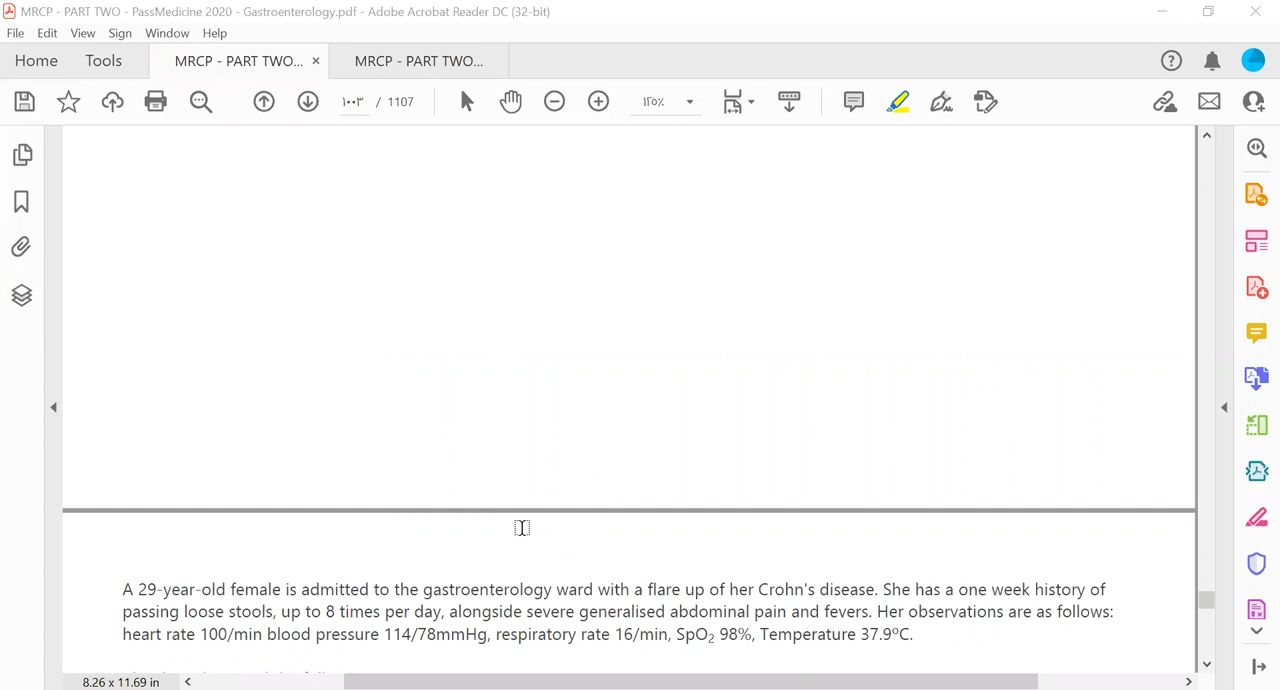 MRCP - PART TWO - PassMedicine 2020 - Gastroenterology.pdf - Adobe Acrobat Reader DC (32-bit)
File Edit View Sign Window Help
Home Tools MRCP - PART TWO... × MRCP - PART TWO...
١٠٠٣ / 1107 ١٢٥٪
A 29-year-old female is admitted to the gastroenterology ward with a flare up of her Crohn's disease. She has a one week history of
passing loose stools, up to 8 times per day, alongside severe generalised abdominal pain and fevers. Her observations are as follows:
heart rate 100/min blood pressure 114/78mmHg, respiratory rate 16/min, SpO₂ 98%, Temperature 37.9ºC.
8.26 x 11.69 in